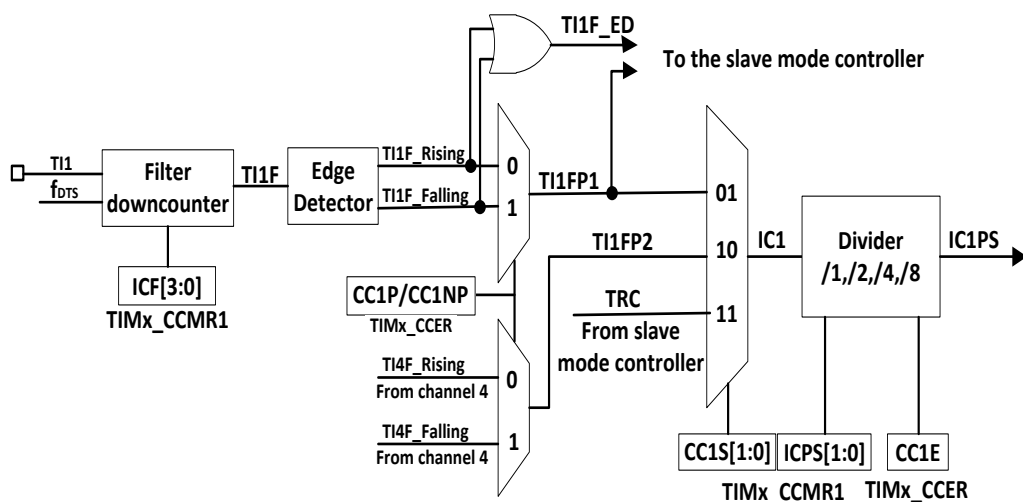 TI1F_ED
To the slave mode controller
TI1
fDTS
Filter
downcounter
TI1F
Edge
Detector
TI1F_Rising
TI1F_Falling
0
1
TI1FP1
01
TI1FP2
10
TRC
11
From slave
mode controller
IC1
Divider
/1,/2,/4,/8
IC1PS
ICF[3:0]
TIMx_CCMR1
CC1P/CC1NP
TIMx_CCER
TI4F_Rising
From channel 4
0
TI4F_Falling
From channel 4
1
CC1S[1:0]
ICPS[1:0]
CC1E
TIMx_CCMR1
TIMx_CCER